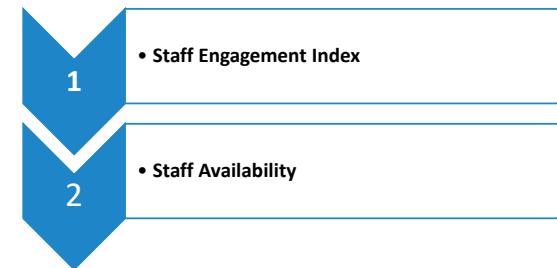 1
• Staff Engagement Index
2
• Staff Availability